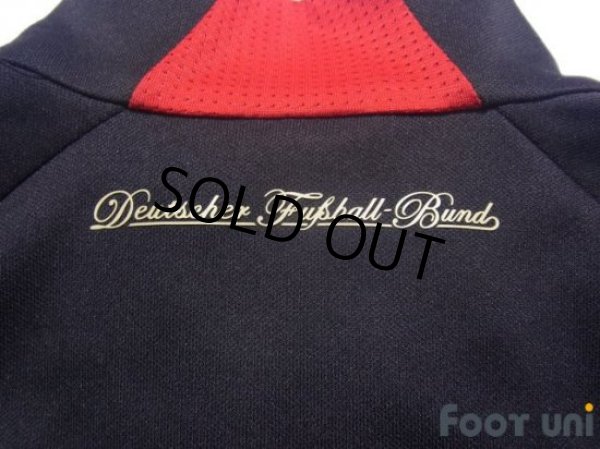 Deutscher Fußball-Bund
SOLD OUT
FOOT UNI